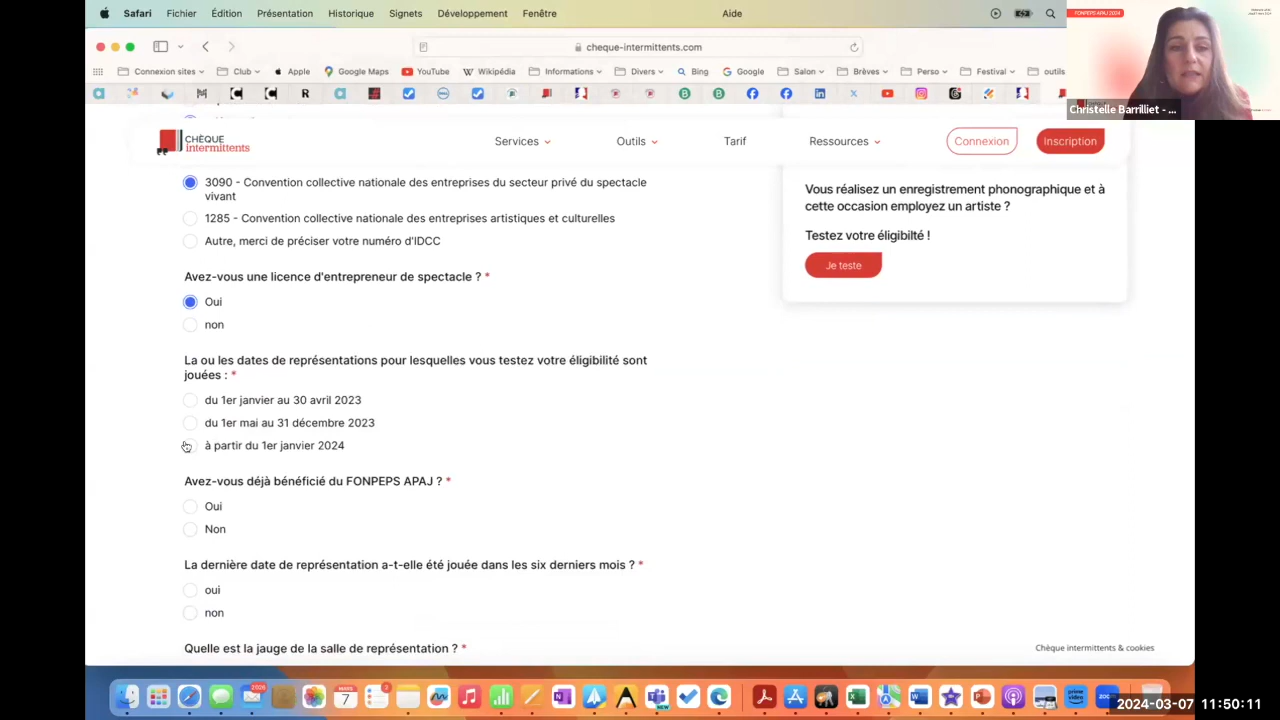 Safari Fichier Édition Présentation Historique Signets Développement Fenêtre Aide
FONPEPS APAJ 2024
cheque-intermittents.com
Connexion sites Club Apple Google Maps YouTube Wikipédia Informations Divers Bing Google Salon Brèves Perso Festival outils
Christelle Barrilliet - ...
CHÈQUE
intermittents
Services Outils Tarif Ressources Connexion Inscription
3090 - Convention collective nationale des entreprises du secteur privé du spectacle
vivant
1285 - Convention collective nationale des entreprises artistiques et culturelles
Autre, merci de préciser votre numéro d'IDCC
Avez-vous une licence d'entrepreneur de spectacle ? *
Oui
non
La ou les dates de représentations pour lesquelles vous testez votre éligibilité sont
jouées : *
du 1er janvier au 30 avril 2023
du 1er mai au 31 décembre 2023
à partir du 1er janvier 2024
Avez-vous déjà bénéficié du FONPEPS APAJ ? *
Oui
Non
La dernière date de représentation a-t-elle été jouée dans les six derniers mois ? *
oui
non
Quelle est la jauge de la salle de représentation ? *
Vous réalisez un enregistrement phonographique et à
cette occasion employez un artiste ?
Testez votre éligibilté !
Je teste
Chèque intermittents & cookies
2024-03-07 11:50:11